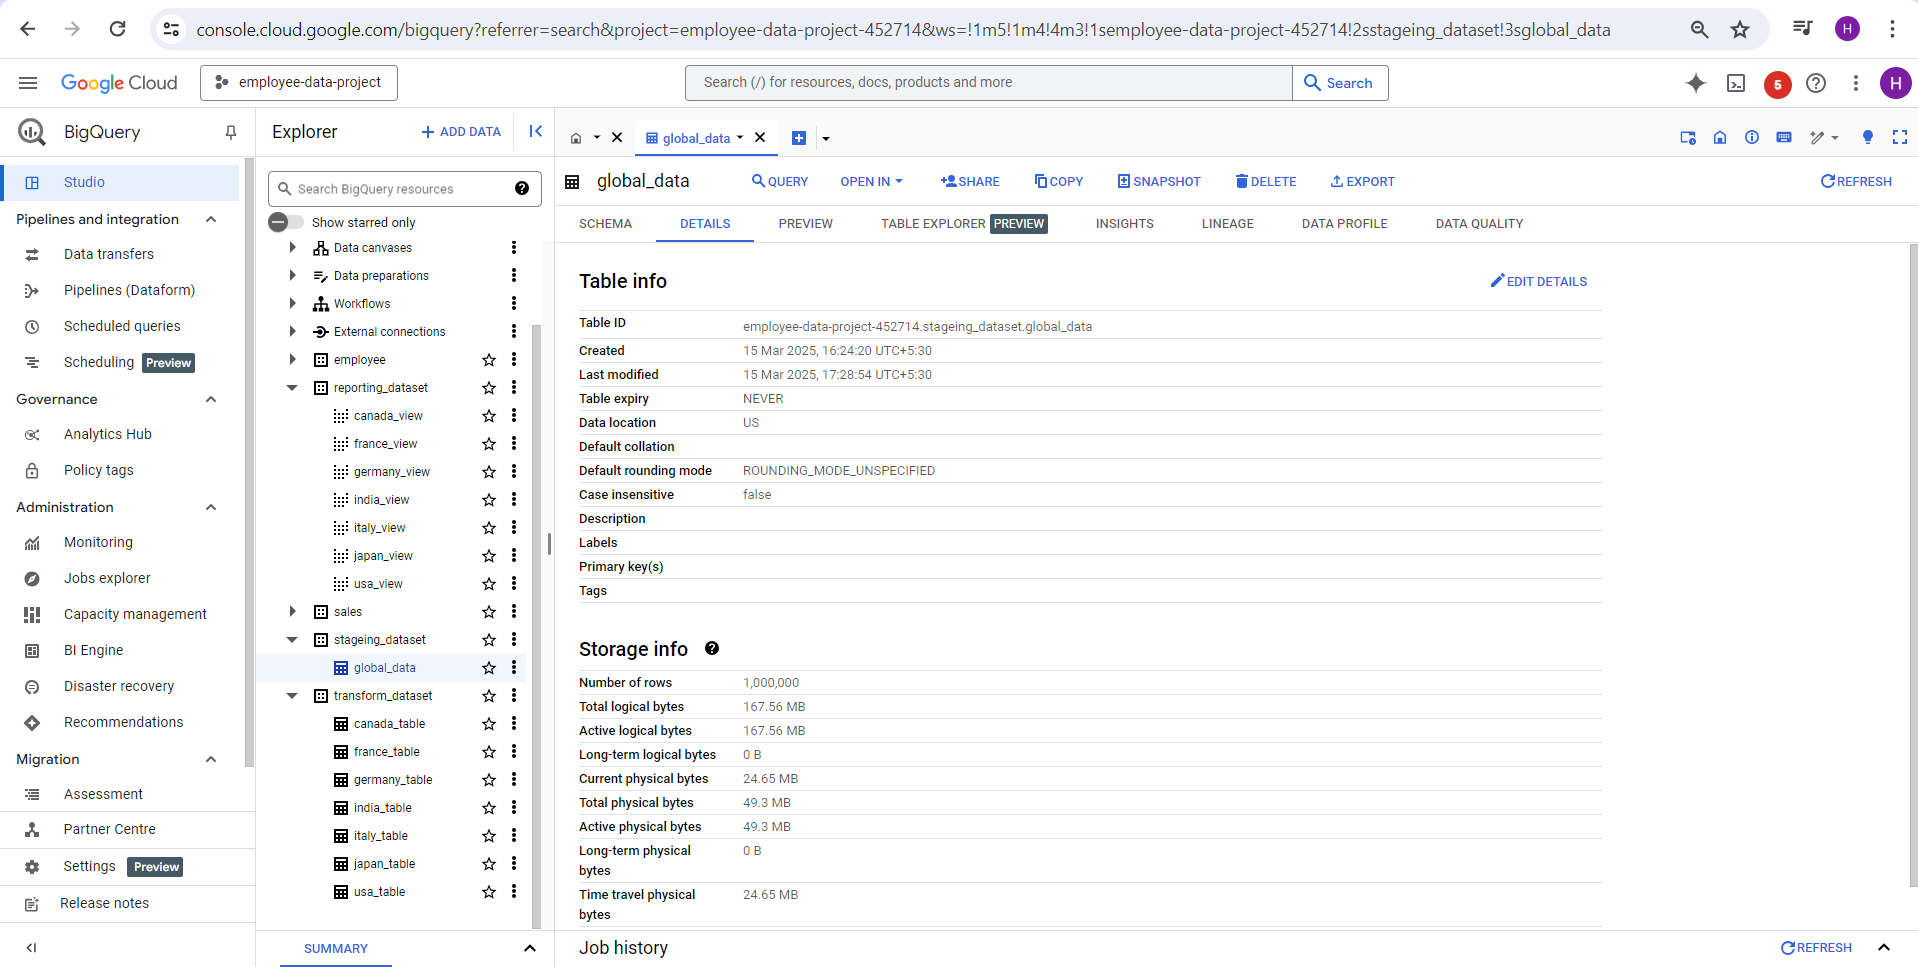 console.cloud.google.com/bigquery?referrer=search&project=employee-data-project-452714&ws=!1m5!1m4!4m3!1semployee-data-project-452714!2sstageing_dataset!3sglobal_data
H
Google Cloud
employee-data-project
Search (/) for resources, docs, products and more
Search
5
H
BigQuery
Studio
Pipelines and integration
Data transfers
Pipelines (Dataform)
Scheduled queries
Scheduling Preview
Governance
Analytics Hub
Policy tags
Administration
Monitoring
Jobs explorer
Capacity management
BI Engine
Disaster recovery
Recommendations
Migration
Assessment
Partner Centre
Settings Preview
Release notes
Explorer
+ ADD DATA
Search BigQuery resources
Show starred only
Data canvases
Data preparations
Workflows
External connections
employee
reporting_dataset
canada_view
france_view
germany_view
india_view
italy_view
japan_view
usa_view
sales
stageing_dataset
global_data
transform_dataset
canada_table
france_table
germany_table
india_table
italy_table
japan_table
usa_table
SUMMARY
global_data
global_data
QUERY
OPEN IN
SHARE
COPY
SNAPSHOT
DELETE
EXPORT
REFRESH
SCHEMA
DETAILS
PREVIEW
TABLE EXPLORER PREVIEW
INSIGHTS
LINEAGE
DATA PROFILE
DATA QUALITY
Table info
EDIT DETAILS
Table ID employee-data-project-452714.stageing_dataset.global_data
Created 15 Mar 2025, 16:24:20 UTC+5:30
Last modified 15 Mar 2025, 17:28:54 UTC+5:30
Table expiry NEVER
Data location US
Default collation
Default rounding mode ROUNDING_MODE_UNSPECIFIED
Case insensitive false
Description
Labels
Primary key(s)
Tags
Storage info
Number of rows 1,000,000
Total logical bytes 167.56 MB
Active logical bytes 167.56 MB
Long-term logical bytes 0 B
Current physical bytes 24.65 MB
Total physical bytes 49.3 MB
Active physical bytes 49.3 MB
Long-term physical 0 B
bytes
Time travel physical 24.65 MB
bytes
Job history
REFRESH